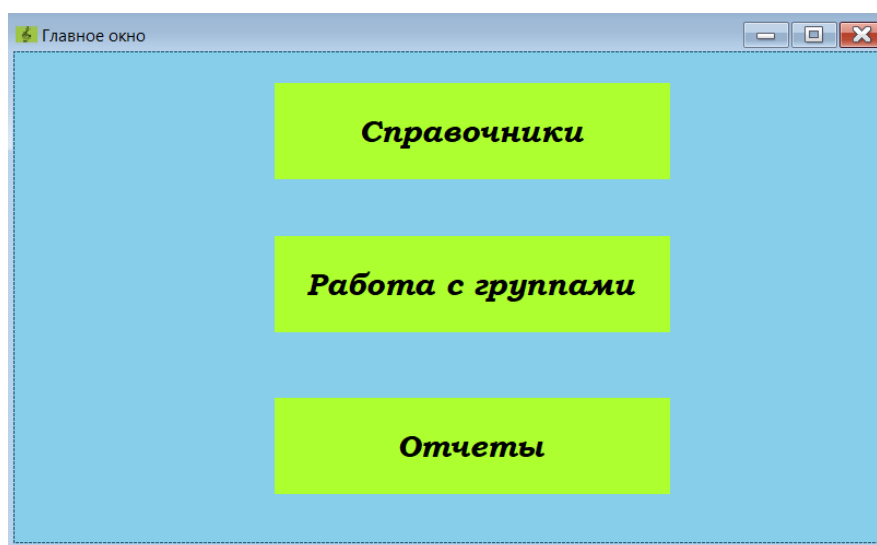 Главное окно
Справочники
Работа с группами
Отчеты